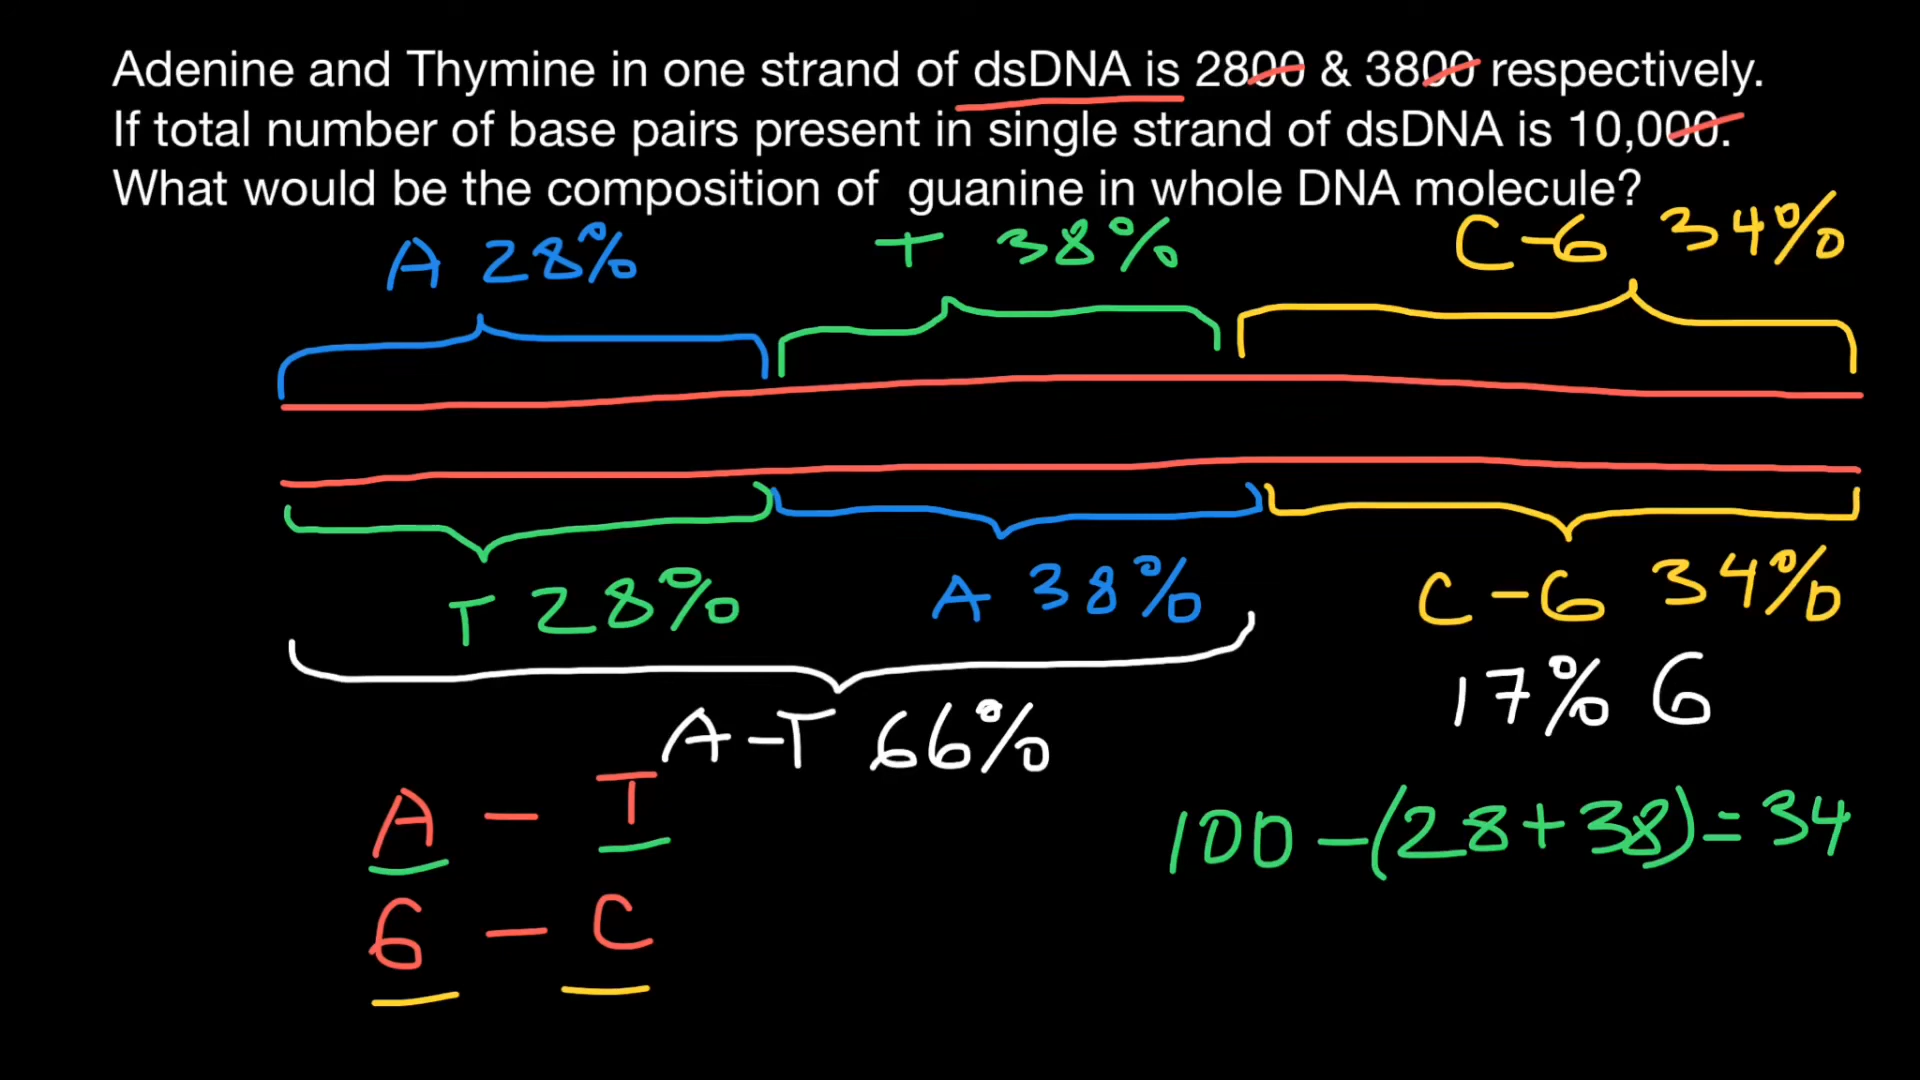 Adenine and Thymine in one strand of dsDNA is 2800 & 3800 respectively.
If total number of base pairs present in single strand of dsDNA is 10,000.
What would be the composition of guanine in whole DNA molecule?
A 28% T 38% C-G 34%
T 28% A 38% C-G 34%
17% G
A-T 66%
A - T
100-(28+38)=34
G - C